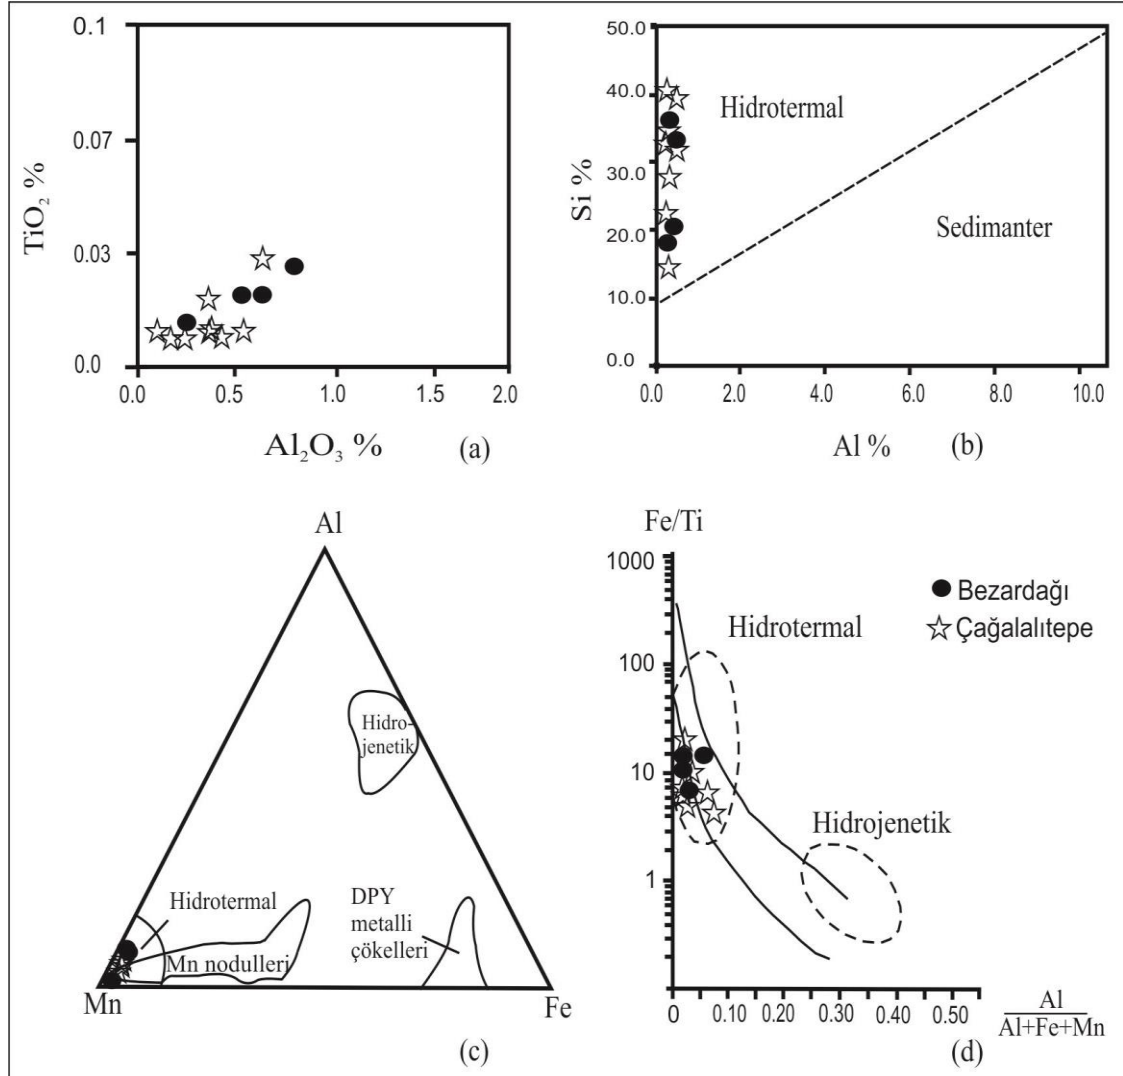 0.1
0.07
0.03
0.0
TiO₂ %
0.0 0.5 1.0 1.5 2.0
Al₂O₃ %
(a)
50.0
40.0
30.0
20.0
10.0
0.0
Si %
Hidrotermal
Sedimanter
0.0 2.0 4.0 6.0 8.0 10.0
Al %
(b)
Al
Hidro-
jenetik
Hidrotermal
Mn nodulleri
DPY
metalli
çökelleri
Mn
Fe
(c)
Fe/Ti
1000
100
10
1
Bezardağı
Çağalalıtepe
Hidrotermal
Hidrojenetik
0 0.10 0.20 0.30 0.40 0.50
Al
Al+Fe+Mn
(d)